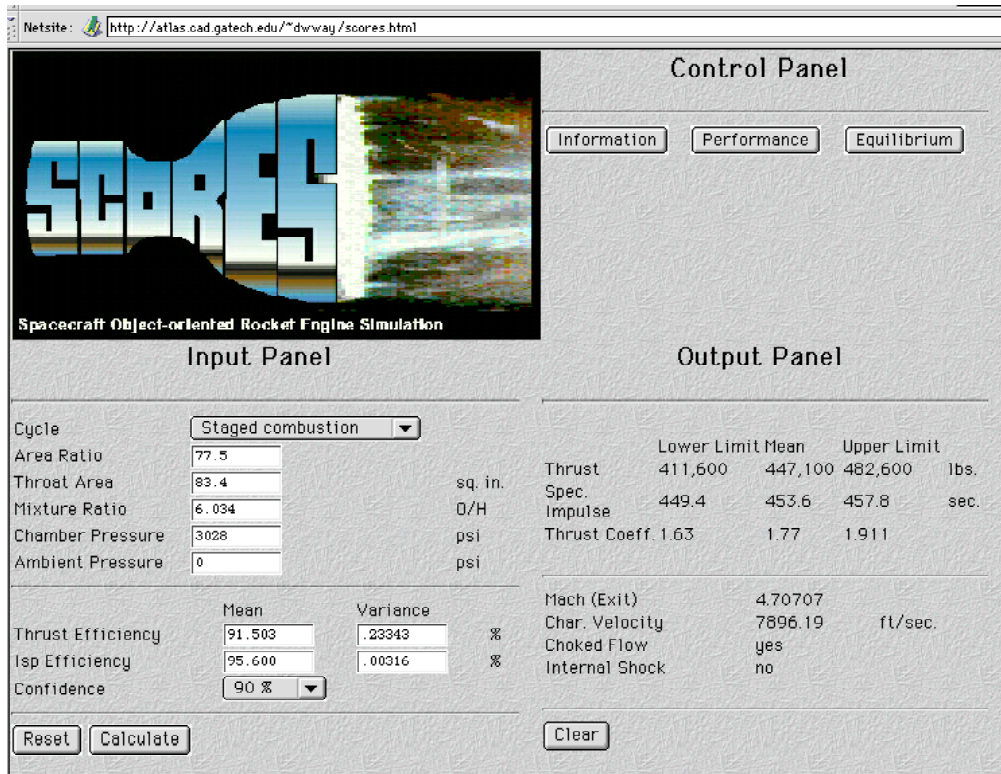 Netsite: http://atlas.cad.gatech.edu/~dwway/scores.html
SCORES
Spacecraft Object-oriented Rocket Engine Simulation
Control Panel
Information Performance Equilibrium
Input Panel
Cycle Staged combustion
Area Ratio 77.5
Throat Area 83.4 sq. in.
Mixture Ratio 6.034 O/H
Chamber Pressure 3028 psi
Ambient Pressure 0 psi
Mean Variance
Thrust Efficiency 91.503 .23343 %
Isp Efficiency 95.600 .00316 %
Confidence 90 %
Reset Calculate
Output Panel
Lower Limit Mean Upper Limit
Thrust 411,600 447,100 482,600 lbs.
Spec.
Impulse 449.4 453.6 457.8 sec.
Thrust Coeff. 1.63 1.77 1.911
Mach (Exit) 4.70707
Char. Velocity 7896.19 ft/sec.
Choked Flow yes
Internal Shock no
Clear